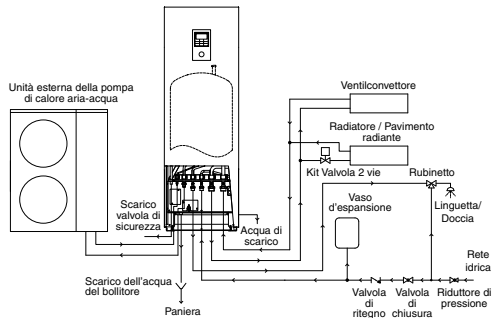 Unità esterna della pompa
di calore aria-acqua
Ventilconvettore
Radiatore / Pavimento
radiante
Kit Valvola 2 vie
Rubinetto
Linguetta/
Doccia
Scarico
valvola di
sicurezza
Acqua di
scarico
Vaso
d'espansione
Rete
idrica
Scarico dell'acqua
del bollitore
Paniera
Valvola
di
ritegno
Valvola
di
chiusura
Riduttore di
pressione